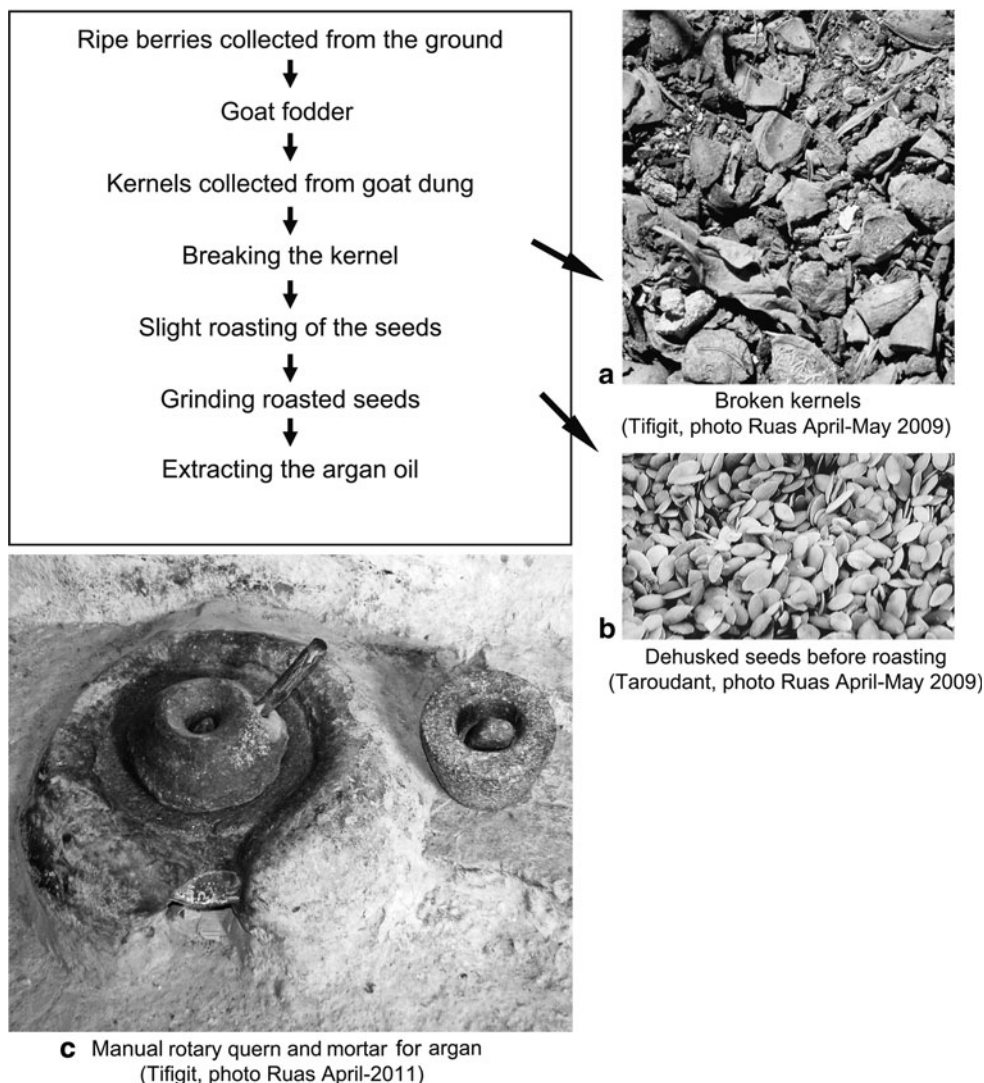 Ripe berries collected from the ground
Goat fodder
Kernels collected from goat dung
Breaking the kernel
Slight roasting of the seeds
Grinding roasted seeds
Extracting the argan oil
a
Broken kernels
(Tifigit, photo Ruas April-May 2009)
b
Dehusked seeds before roasting
(Taroudant, photo Ruas April-May 2009)
c Manual rotary quern and mortar for argan
(Tifigit, photo Ruas April-2011)